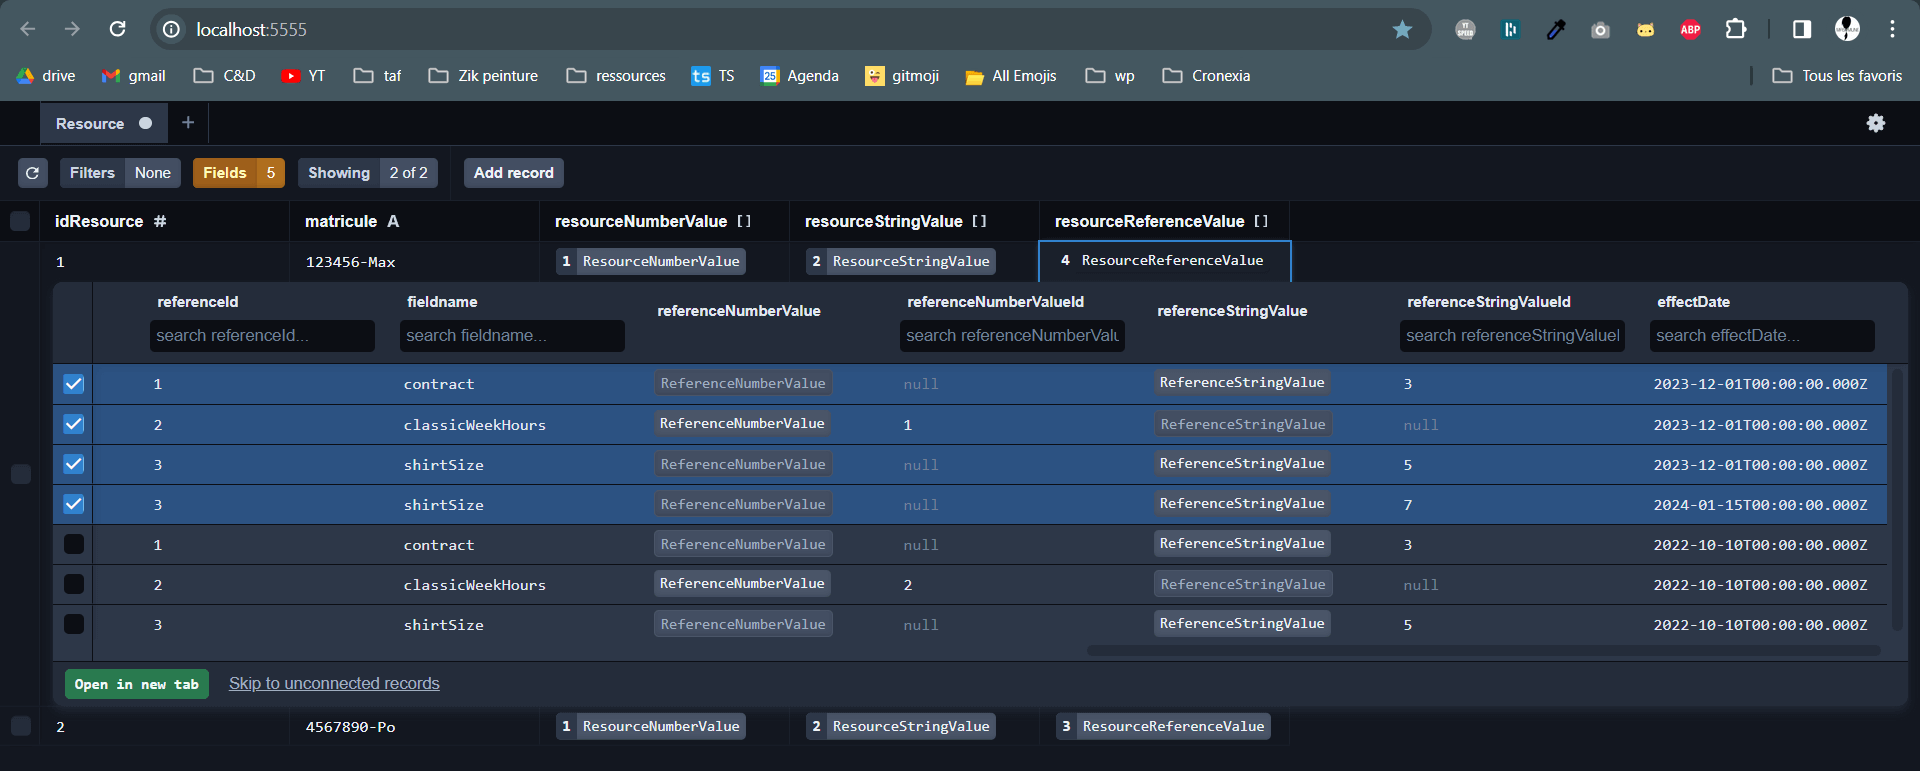 localhost:5555
YT SPEED
ABP
drive gmail C&D YT taf Zik peinture ressources ts TS 25 Agenda gitmoji All Emojis wp Cronexia Tous les favoris
Resource +
Filters None Fields 5 Showing 2 of 2 Add record
idResource # matricule A resourceNumberValue [] resourceStringValue [] resourceReferenceValue []
1 123456-Max 1 ResourceNumberValue 2 ResourceStringValue 4 ResourceReferenceValue
referenceId fieldname referenceNumberValue referenceNumberValueId referenceStringValue referenceStringValueId effectDate
search referenceId... search fieldname... search referenceNumberValu search referenceStringValueI search effectDate...
1 contract ReferenceNumberValue null ReferenceStringValue 3 2023-12-01T00:00:00.000Z
2 classicWeekHours ReferenceNumberValue 1 ReferenceStringValue null 2023-12-01T00:00:00.000Z
3 shirtSize ReferenceNumberValue null ReferenceStringValue 5 2023-12-01T00:00:00.000Z
3 shirtSize ReferenceNumberValue null ReferenceStringValue 7 2024-01-15T00:00:00.000Z
1 contract ReferenceNumberValue null ReferenceStringValue 3 2022-10-10T00:00:00.000Z
2 classicWeekHours ReferenceNumberValue 2 ReferenceStringValue null 2022-10-10T00:00:00.000Z
3 shirtSize ReferenceNumberValue null ReferenceStringValue 5 2022-10-10T00:00:00.000Z
Open in new tab Skip to unconnected records
2 4567890-Po 1 ResourceNumberValue 2 ResourceStringValue 3 ResourceReferenceValue